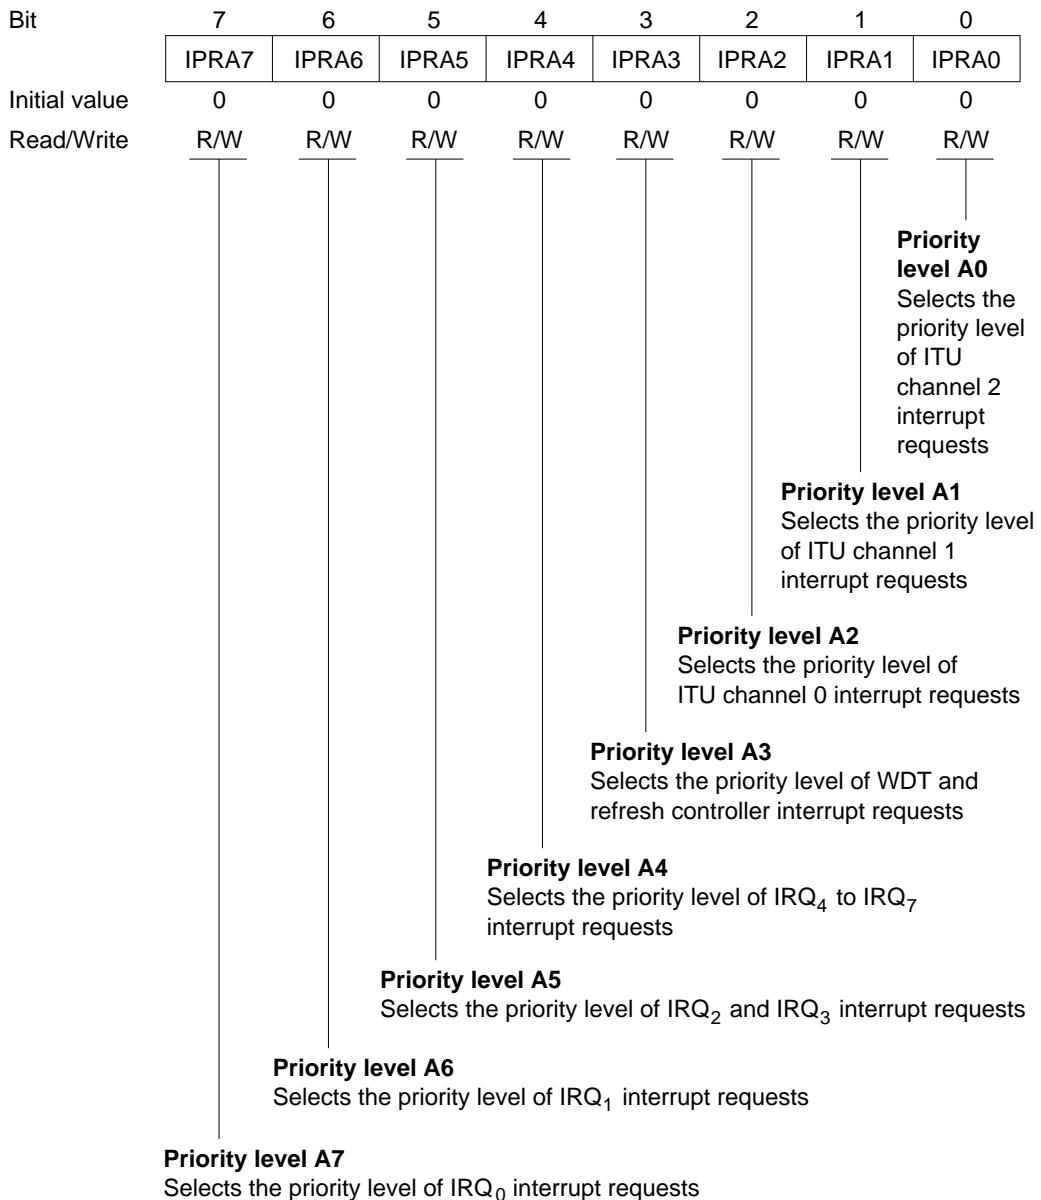 Bit 7 6 5 4 3 2 1 0
IPRA7 IPRA6 IPRA5 IPRA4 IPRA3 IPRA2 IPRA1 IPRA0
Initial value 0 0 0 0 0 0 0 0
Read/Write R/W R/W R/W R/W R/W R/W R/W R/W
Priority
level A0
Selects the
priority level
of ITU
channel 2
interrupt
requests
Priority level A1
Selects the priority level
of ITU channel 1
interrupt requests
Priority level A2
Selects the priority level of
ITU channel 0 interrupt requests
Priority level A3
Selects the priority level of WDT and
refresh controller interrupt requests
Priority level A4
Selects the priority level of IRQ4 to IRQ7
interrupt requests
Priority level A5
Selects the priority level of IRQ2 and IRQ3 interrupt requests
Priority level A6
Selects the priority level of IRQ1 interrupt requests
Priority level A7
Selects the priority level of IRQ0 interrupt requests